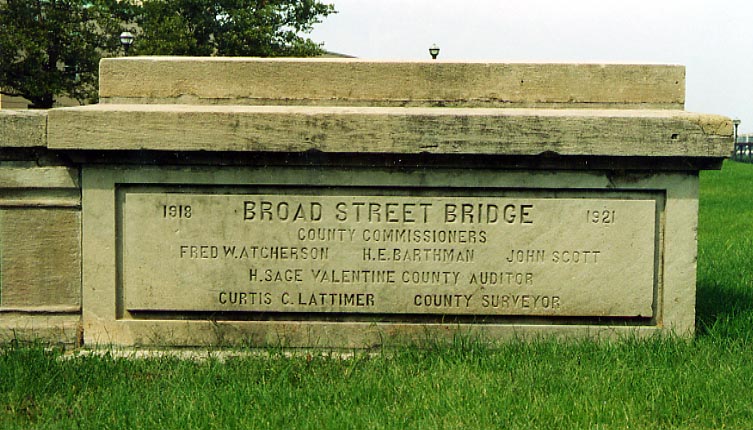 1918 BROAD STREET BRIDGE 1921
COUNTY COMMISSIONERS
FRED W. ATCHERSON H.E. BARTHMAN JOHN SCOTT
H. SAGE VALENTINE COUNTY AUDITOR
CURTIS C. LATTIMER COUNTY SURVEYOR